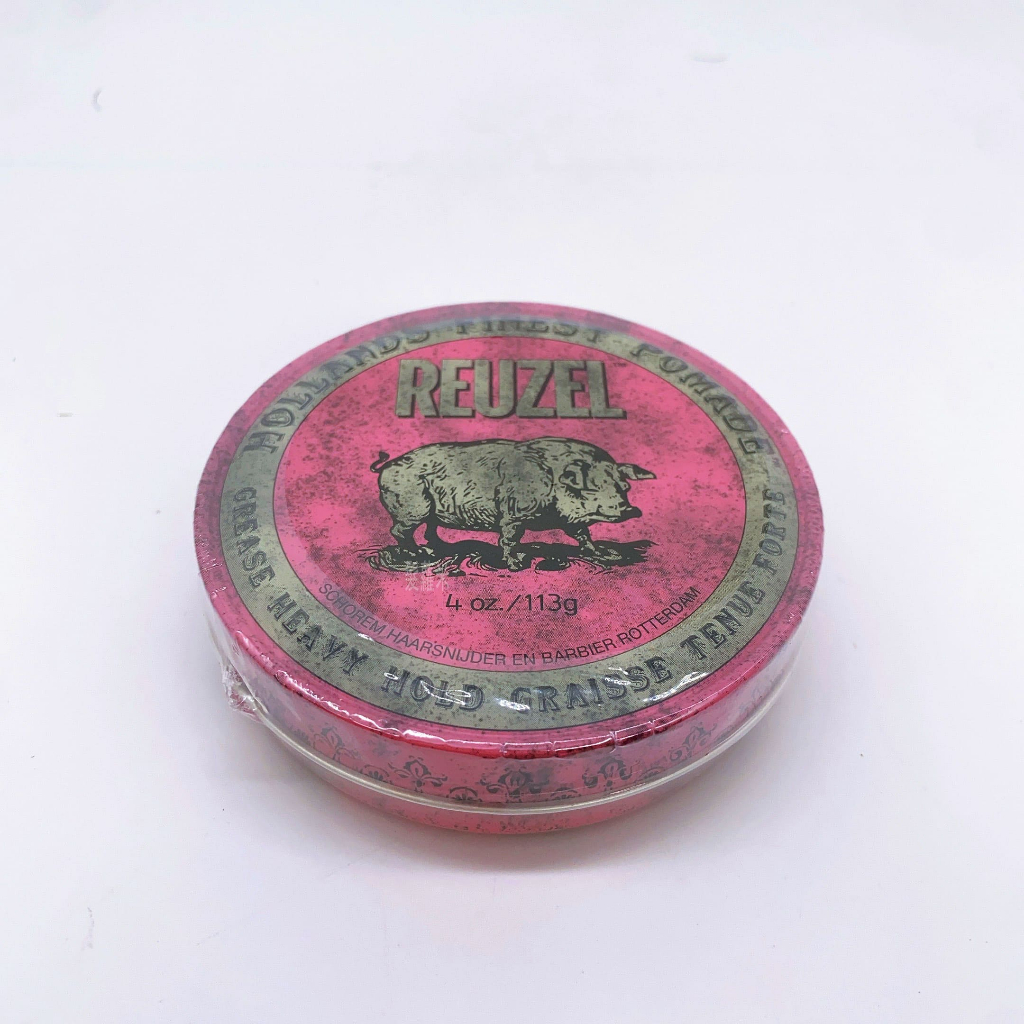 HOLLANDS FINEST POMADE
REUZEL
4 oz./113g
SCHOREM HAARSNIJDER EN BARBIER ROTTERDAM
GREASE HEAVY HOLD GRAISSE TENUE FORTE